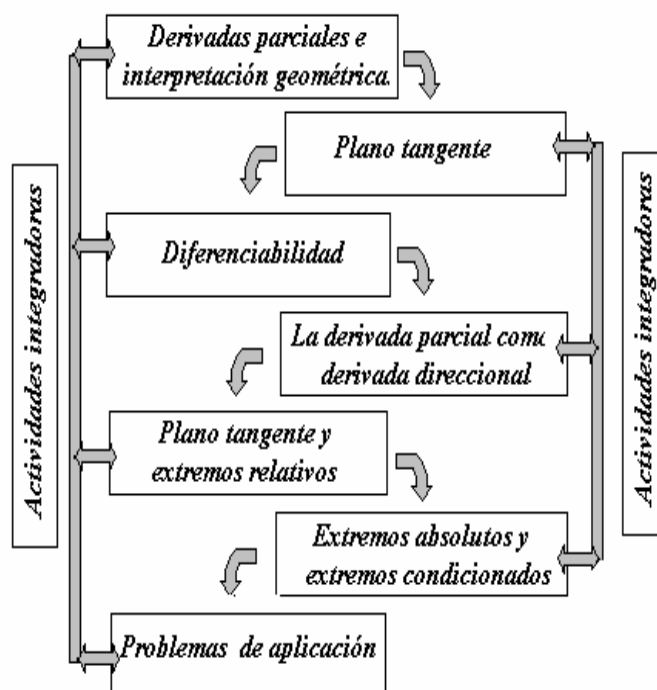 Derivadas parciales e
interpretación geométrica.
Plano tangente
Diferenciabilidad
La derivada parcial como
derivada direccional
Plano tangente y
extremos relativos
Extremos absolutos y
extremos condicionados
Problemas de aplicación
Actividades integradoras
Actividades integradoras